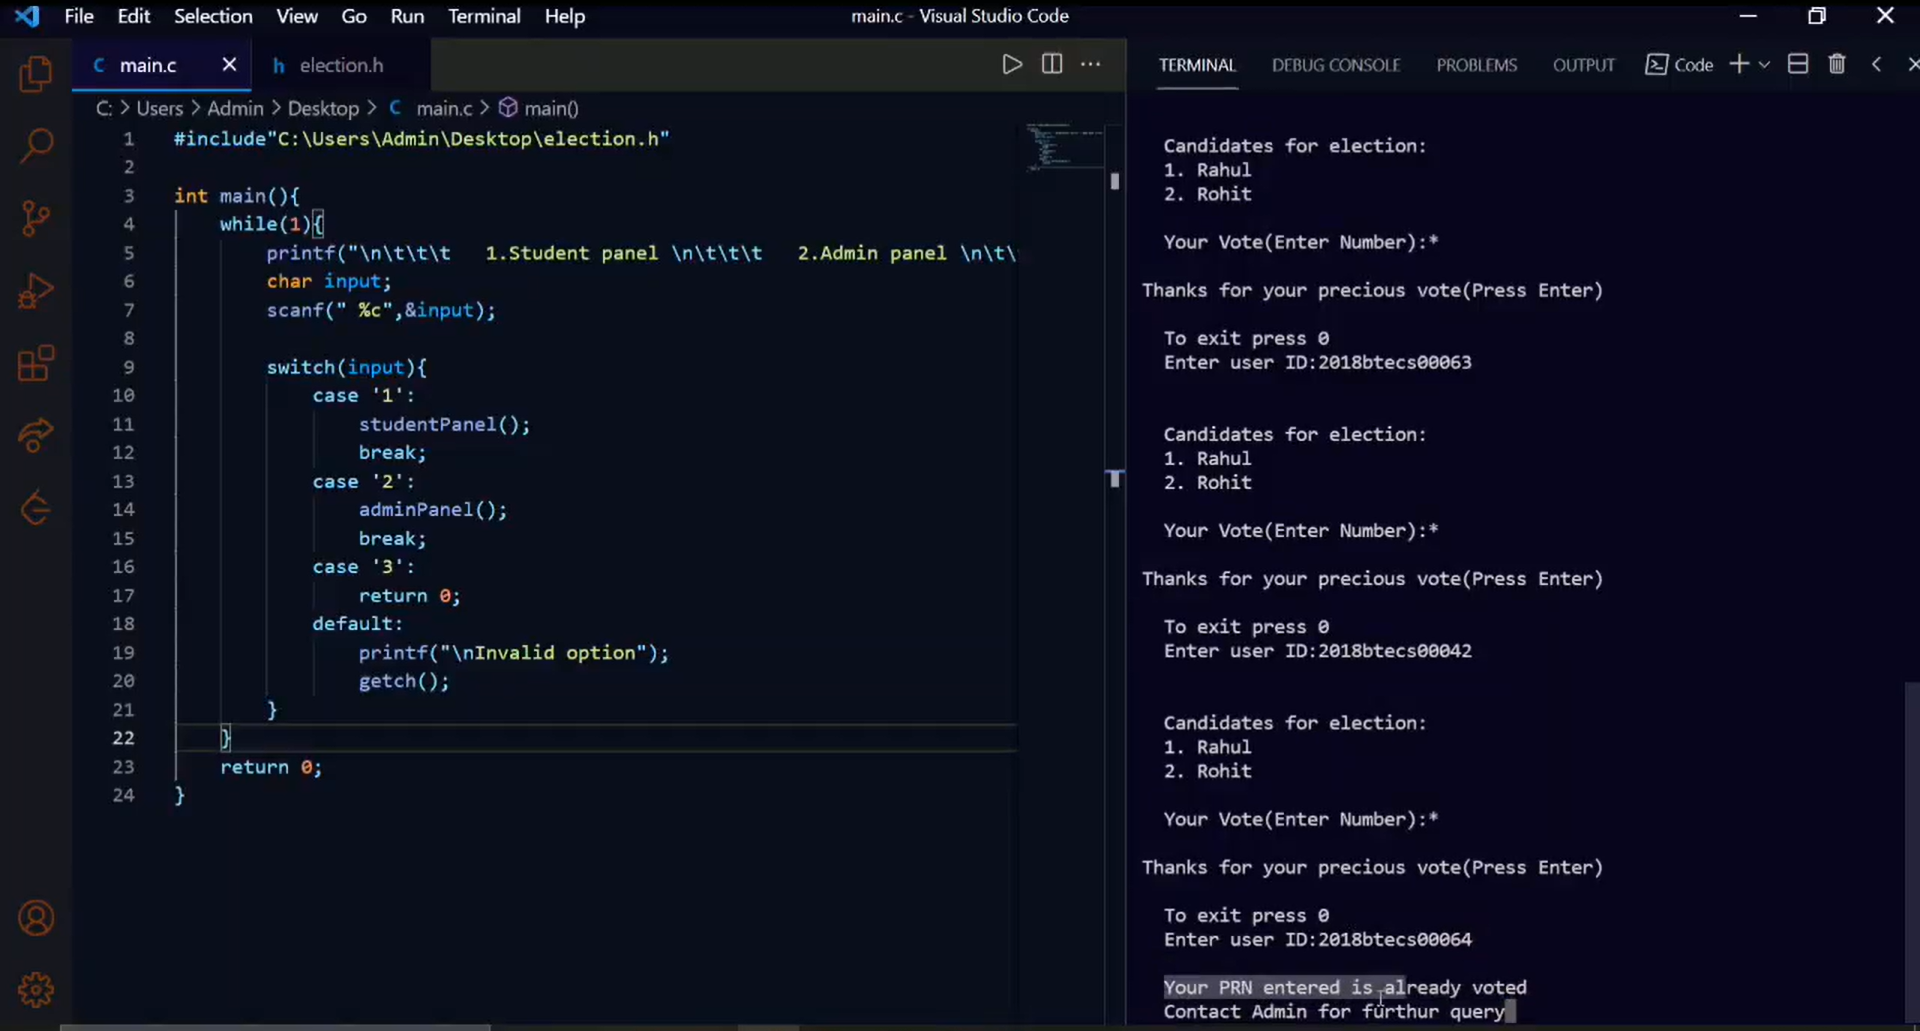 File Edit Selection View Go Run Terminal Help main.c - Visual Studio Code
main.c election.h
C: > Users > Admin > Desktop > C main.c > main()
1 #include"C:\Users\Admin\Desktop\election.h"
2
3 int main(){
4 while(1){
5 printf("\n\t\t\t 1.Student panel \n\t\t\t 2.Admin panel \n\t\
6 char input;
7 scanf(" %c",&input);
8
9 switch(input){
10 case '1':
11 studentPanel();
12 break;
13 case '2':
14 adminPanel();
15 break;
16 case '3':
17 return 0;
18 default:
19 printf("\nInvalid option");
20 getch();
21 }
22 }
23 return 0;
24 }
TERMINAL DEBUG CONSOLE PROBLEMS OUTPUT Code
Candidates for election:
1. Rahul
2. Rohit
Your Vote(Enter Number):*
Thanks for your precious vote(Press Enter)
To exit press 0
Enter user ID:2018btecs00063
Candidates for election:
1. Rahul
2. Rohit
Your Vote(Enter Number):*
Thanks for your precious vote(Press Enter)
To exit press 0
Enter user ID:2018btecs00042
Candidates for election:
1. Rahul
2. Rohit
Your Vote(Enter Number):*
Thanks for your precious vote(Press Enter)
To exit press 0
Enter user ID:2018btecs00064
Your PRN entered is already voted
Contact Admin for furthur query